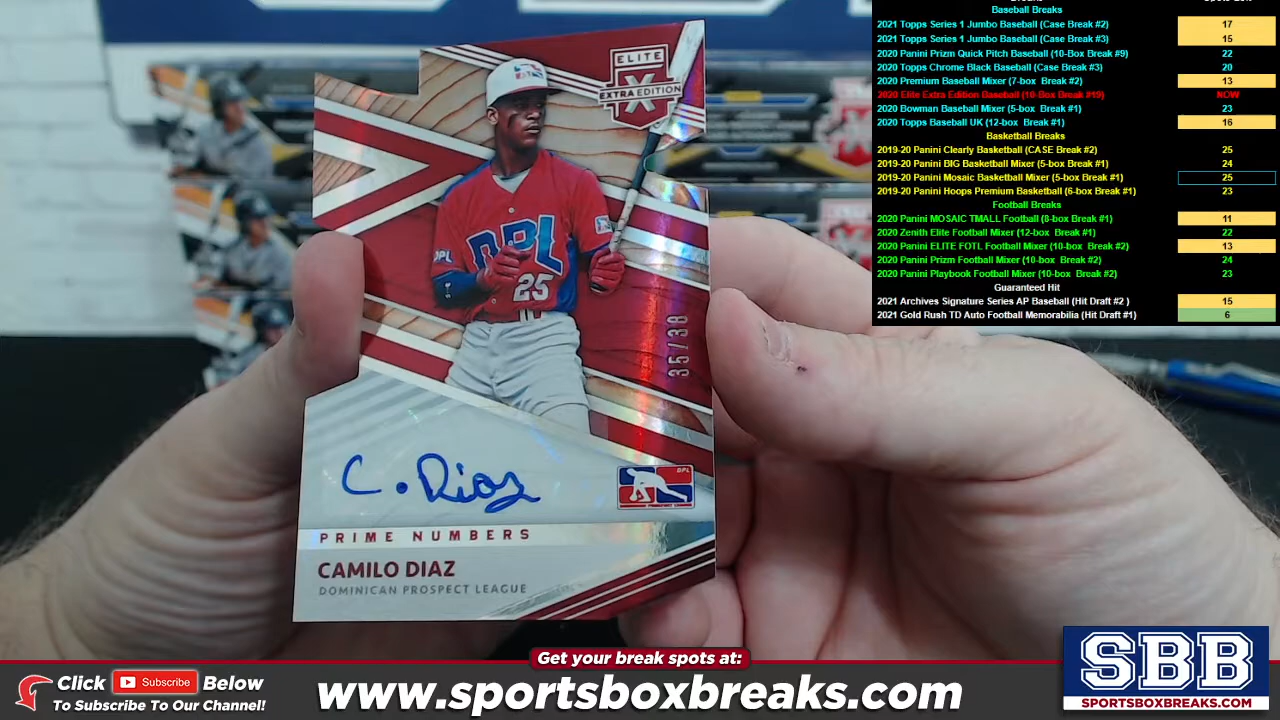 Baseball Breaks
2021 Topps Series 1 Jumbo Baseball (Case Break #2) 17
2021 Topps Series 1 Jumbo Baseball (Case Break #3) 15
2020 Panini Prizm Quick Pitch Baseball (10-Box Break #9) 22
2020 Topps Chrome Black Baseball (Case Break #3) 20
2020 Premium Baseball Mixer (7-box Break #2) 13
2020 Elite Extra Edition Baseball (10-Box Break #19) NOW
2020 Bowman Baseball Mixer (5-box Break #1) 23
2020 Topps Baseball UK (12-box Break #1) 16
Basketball Breaks
2019-20 Panini Clearly Basketball (CASE Break #2) 25
2019-20 Panini BIG Basketball Mixer (5-box Break #1) 24
2019-20 Panini Mosaic Basketball Mixer (5-box Break #1) 25
2019-20 Panini Hoops Premium Basketball (6-box Break #1) 23
Football Breaks
2020 Panini MOSAIC TMALL Football (8-box Break #1) 11
2020 Zenith Elite Football Mixer (12-box Break #1) 22
2020 Panini ELITE FOTL Football Mixer (10-box Break #2) 13
2020 Panini Prizm Football Mixer (10-box Break #2) 24
2020 Panini Playbook Football Mixer (10-box Break #2) 23
Guaranteed Hit
2021 Archives Signature Series AP Baseball (Hit Draft #2 ) 15
2021 Gold Rush TD Auto Football Memorabilia (Hit Draft #1) 6
ELITE
X
EXTRA EDITION
DPL
DPL
25
35/38
C. Diaz
DPL
PRIME NUMBERS
CAMILO DIAZ
DOMINICAN PROSPECT LEAGUE
Get your break spots at:
Click Subscribe Below
To Subscribe To Our Channel!
www.sportsboxbreaks.com
SBB
SPORTSBOXBREAKS.COM